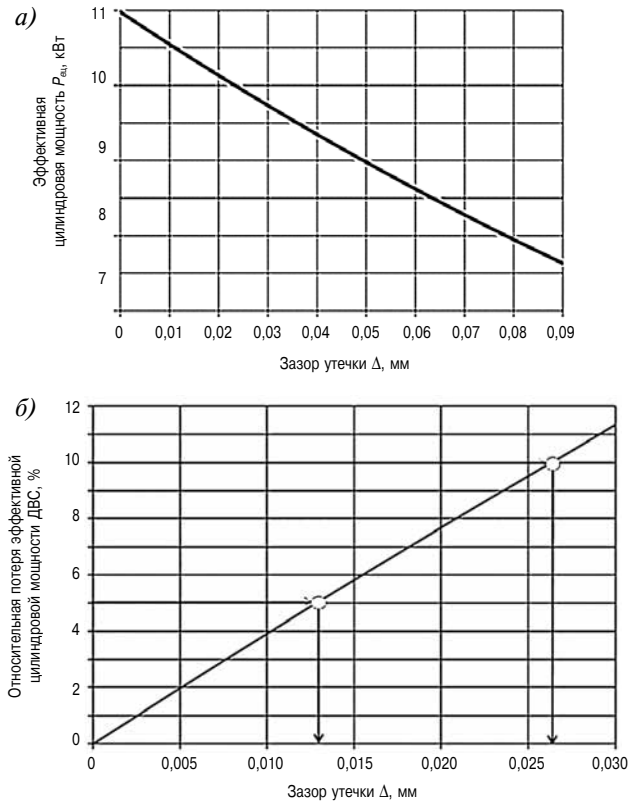 а)
Эффективная
цилиндровая мощность Pец, кВт
11
10
9
8
7
0 0,01 0,02 0,03 0,04 0,05 0,06 0,07 0,08 0,09
Зазор утечки Δ, мм
б)
Относительная потеря эффективной
цилиндровой мощности ДВС, %
12
10
8
6
4
2
0
0 0,005 0,010 0,015 0,020 0,025 0,030
Зазор утечки Δ, мм